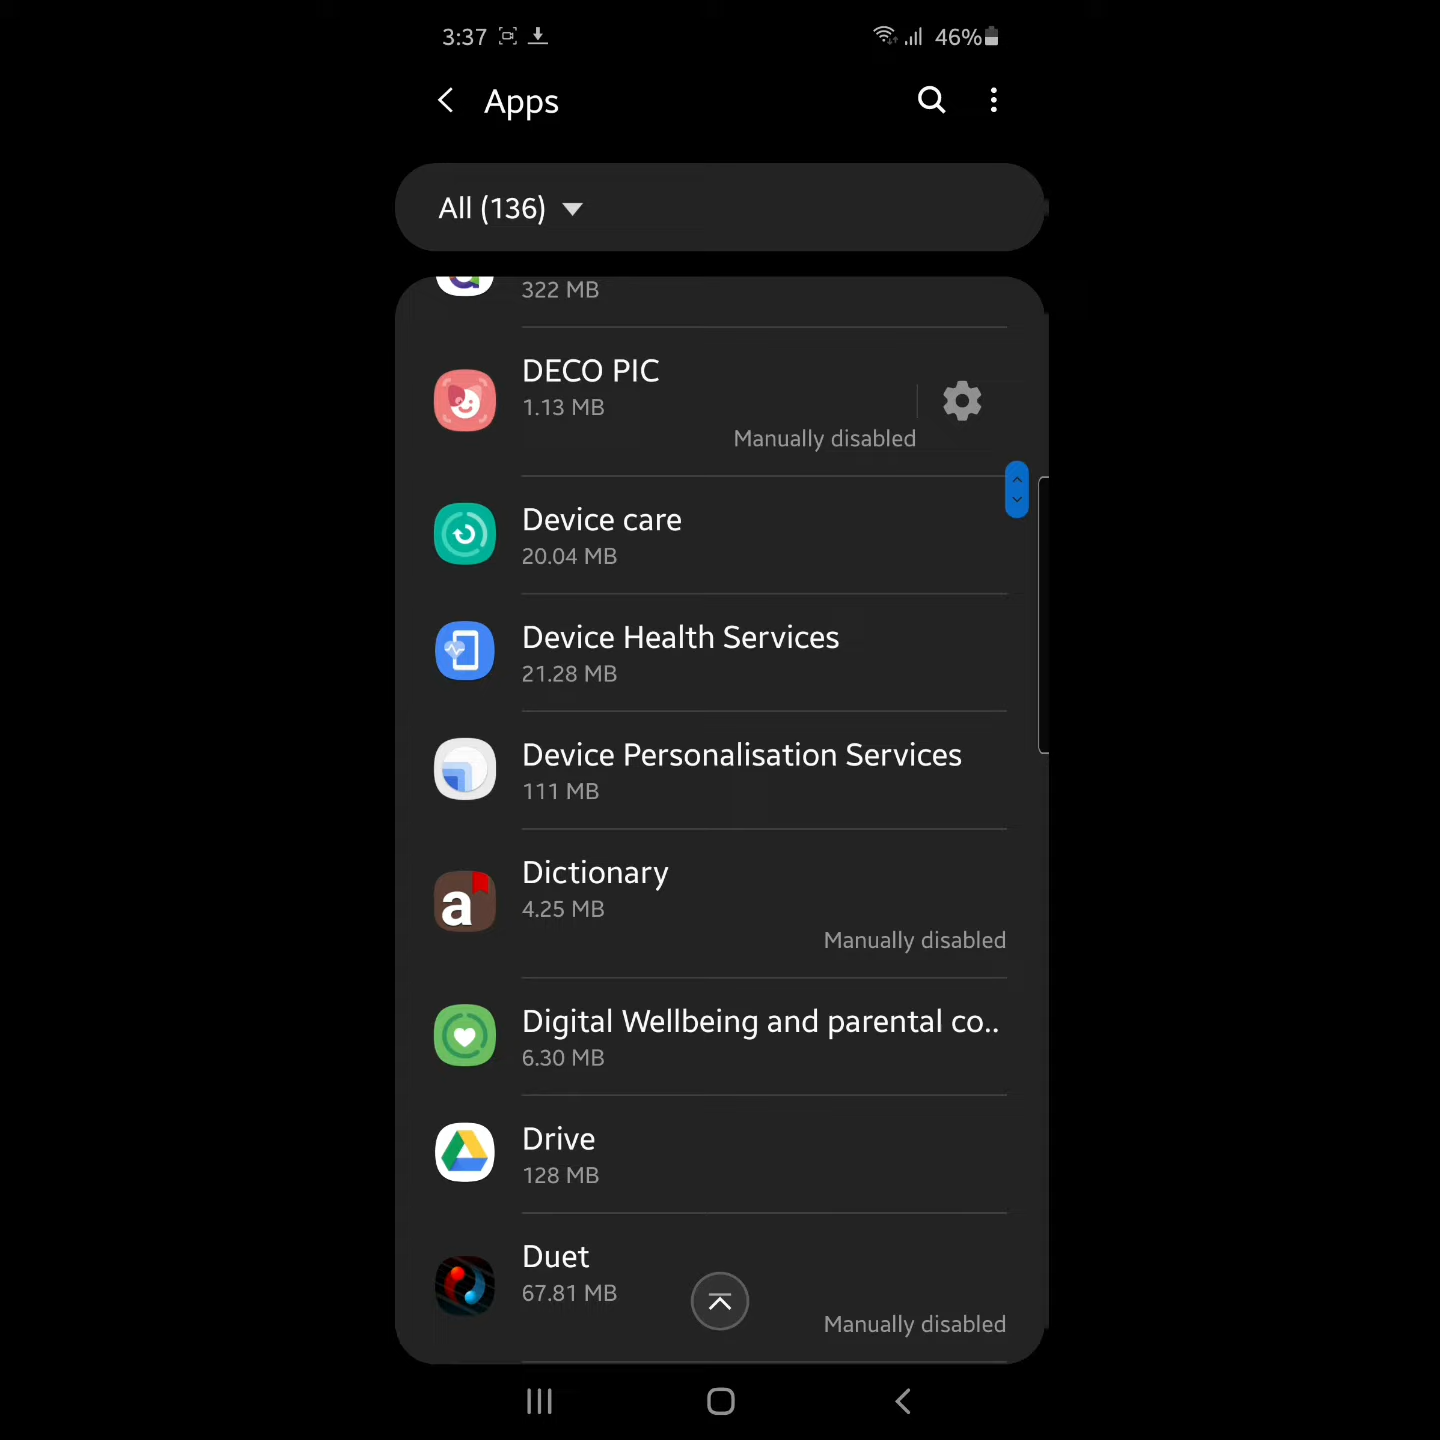 3:37
46%
Apps
All (136)
322 MB
DECO PIC
1.13 MB
Manually disabled
Device care
20.04 MB
Device Health Services
21.28 MB
Device Personalisation Services
111 MB
Dictionary
4.25 MB
Manually disabled
a
Digital Wellbeing and parental co..
6.30 MB
Drive
128 MB
Duet
67.81 MB
Manually disabled